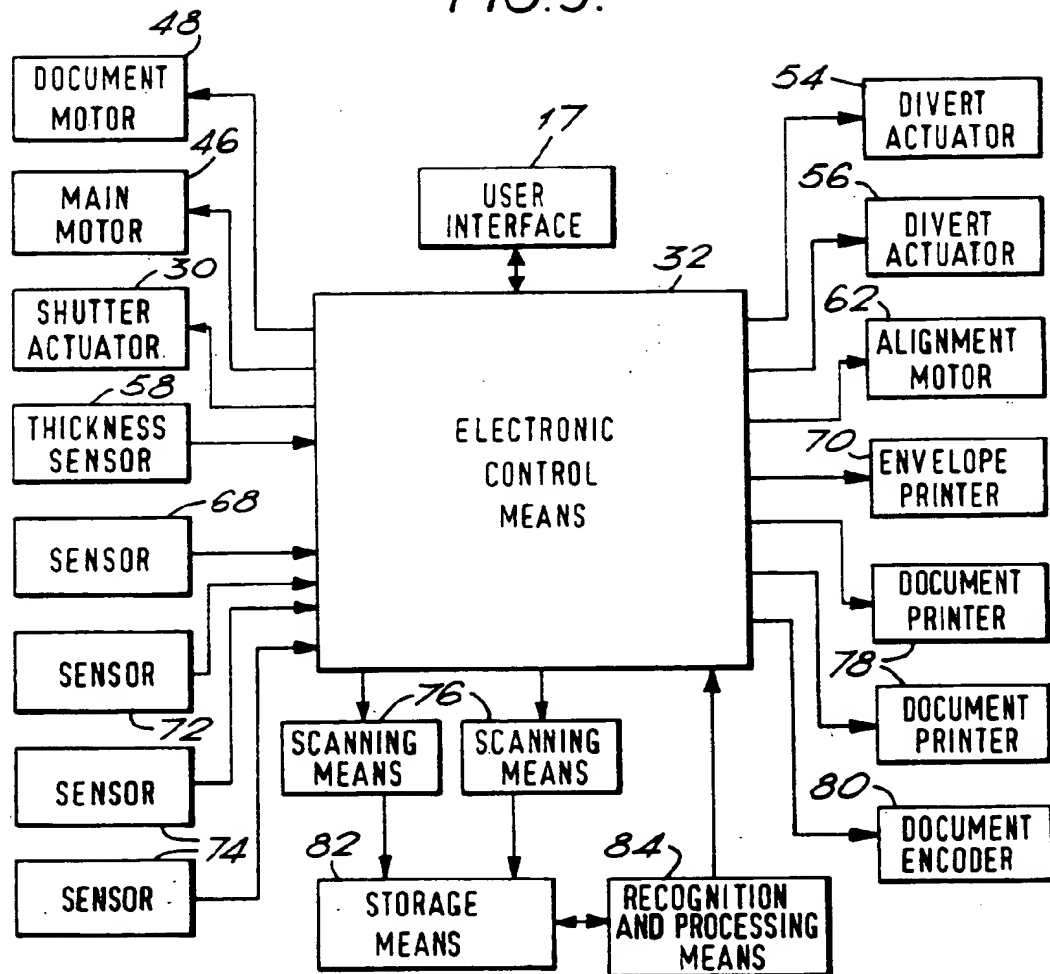 FIG.5.
48
DOCUMENT
MOTOR
46
MAIN
MOTOR
30
SHUTTER
ACTUATOR.
58
THICKNESS
SENSOR
68
SENSOR
SENSOR
72
SENSOR
74
SENSOR
17
USER
INTERFACE
32
ELECTRONIC
CONTROL
MEANS
76
SCANNING
MEANS
SCANNING
MEANS
82
STORAGE
MEANS
84
RECOGNITION
AND PROCESSING
MEANS
54
DIVERT
ACTUATOR
56
DIVERT
ACTUATOR
62
ALIGNMENT
MOTOR
70
ENVELOPE
PRINTER
DOCUMENT
PRINTER
78
DOCUMENT
PRINTER
80
DOCUMENT
ENCODER